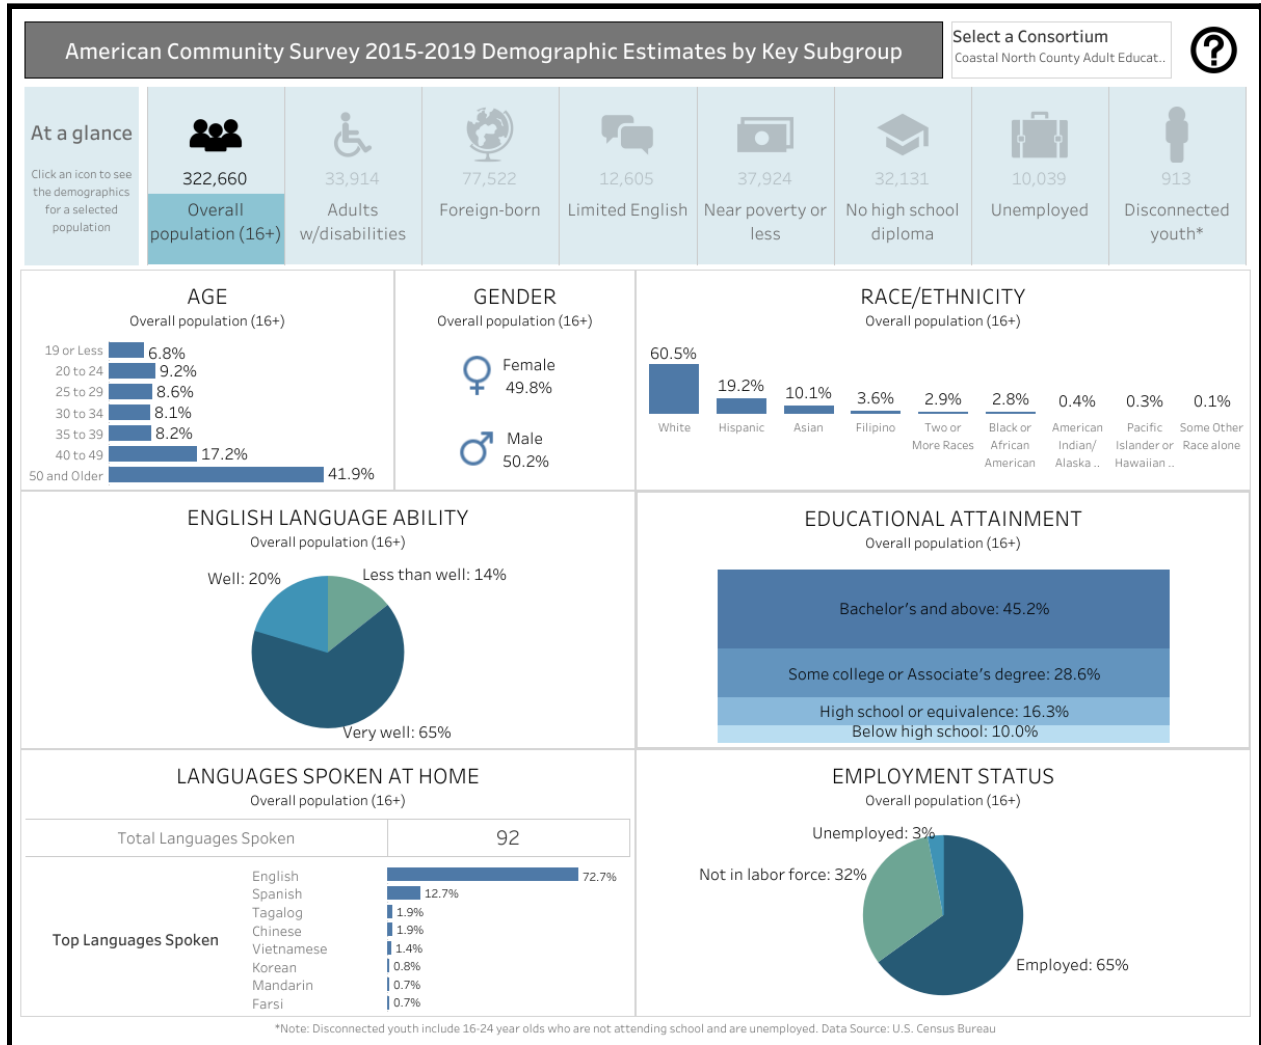 American Community Survey 2015-2019 Demographic Estimates by Key Subgroup
Select a Consortium
Coastal North County Adult Educat..
?
At a glance
Click an icon to see
the demographics
for a selected
population
322,660
Overall
population (16+)
33,914
Adults
w/disabilities
77,522
Foreign-born
12,605
Limited English
37,924
Near poverty or
less
32,131
No high school
diploma
10,039
Unemployed
913
Disconnected
youth*
AGE
Overall population (16+)
19 or Less 6.8%
20 to 24 9.2%
25 to 29 8.6%
30 to 34 8.1%
35 to 39 8.2%
40 to 49 17.2%
50 and Older 41.9%
GENDER
Overall population (16+)
Female
49.8%
Male
50.2%
RACE/ETHNICITY
Overall population (16+)
60.5%
White
19.2%
Hispanic
10.1%
Asian
3.6%
Filipino
2.9%
Two or
More Races
2.8%
Black or
African
American
0.4%
American
Indian/
Alaska ..
0.3%
Pacific
Islander or
Hawaiian ..
0.1%
Some Other
Race alone
ENGLISH LANGUAGE ABILITY
Overall population (16+)
Well: 20%
Less than well: 14%
Very well: 65%
EDUCATIONAL ATTAINMENT
Overall population (16+)
Bachelor's and above: 45.2%
Some college or Associate's degree: 28.6%
High school or equivalence: 16.3%
Below high school: 10.0%
LANGUAGES SPOKEN AT HOME
Overall population (16+)
Total Languages Spoken 92
Top Languages Spoken
English 72.7%
Spanish 12.7%
Tagalog 1.9%
Chinese 1.9%
Vietnamese 1.4%
Korean 0.8%
Mandarin 0.7%
Farsi 0.7%
EMPLOYMENT STATUS
Overall population (16+)
Unemployed: 3%
Not in labor force: 32%
Employed: 65%
*Note: Disconnected youth include 16-24 year olds who are not attending school and are unemployed. Data Source: U.S. Census Bureau